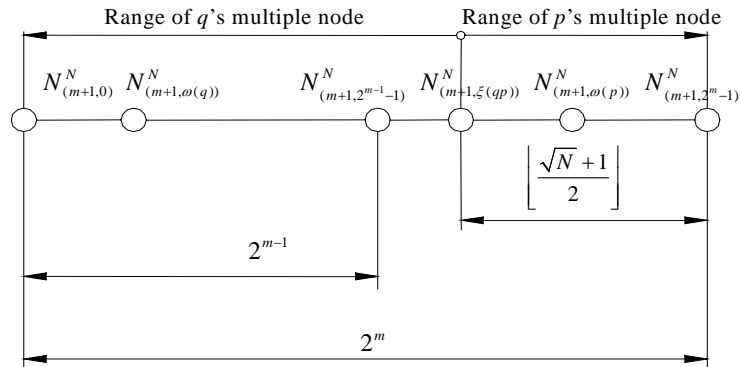 Range of q's multiple node Range of p's multiple node
N^N_{(m+1,0)} N^N_{(m+1,ω(q))} N^N_{(m+1,2^{m-1}-1)} N^N_{(m+1,ξ(qp))} N^N_{(m+1,ω(p))} N^N_{(m+1,2^m-1)}
⌊(√N + 1)/2⌋
2^{m-1}
2^m